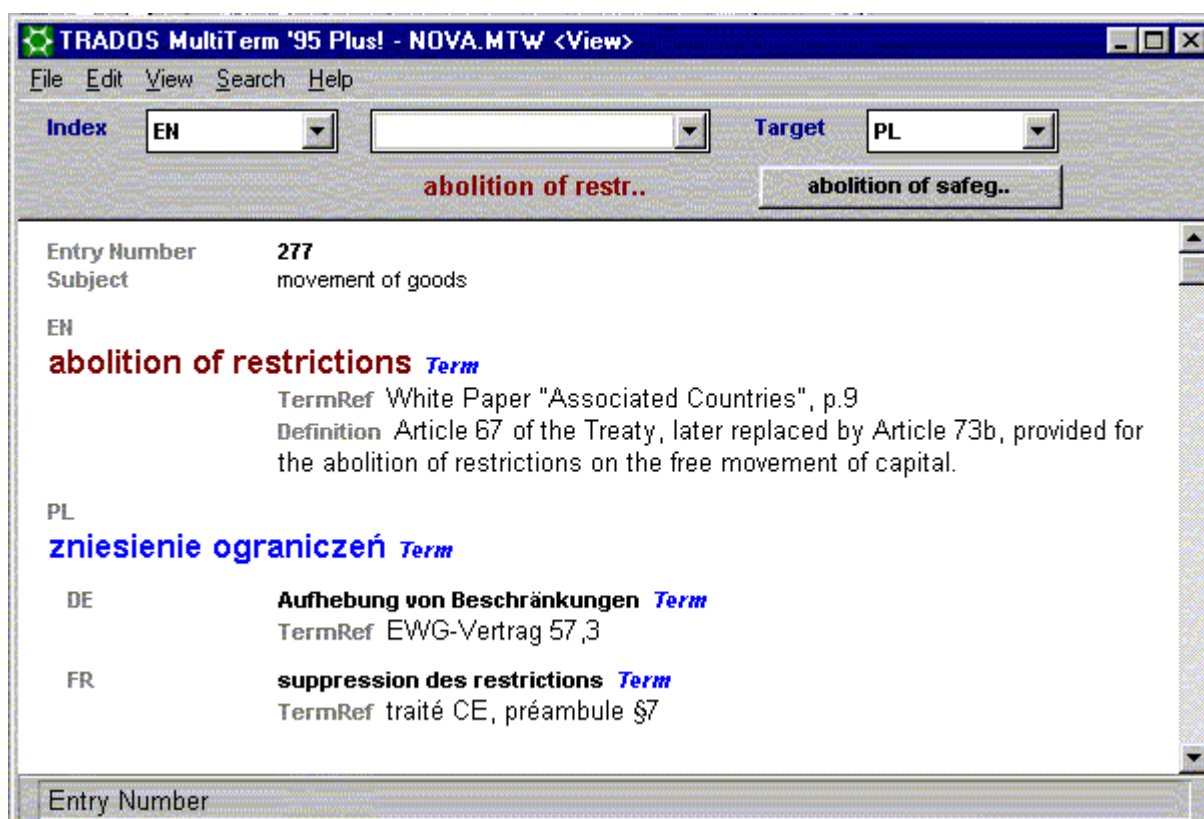 TRADOS MultiTerm '95 Plus! - NOVA.MTW <View>
File Edit View Search Help
Index EN Target PL
abolition of restr.. abolition of safeg..
Entry Number 277
Subject movement of goods
EN
abolition of restrictions Term
TermRef White Paper "Associated Countries", p.9
Definition Article 67 of the Treaty, later replaced by Article 73b, provided for
the abolition of restrictions on the free movement of capital.
PL
zniesienie ograniczeń Term
DE Aufhebung von Beschränkungen Term
TermRef EWG-Vertrag 57,3
FR suppression des restrictions Term
TermRef traité CE, préambule §7
Entry Number